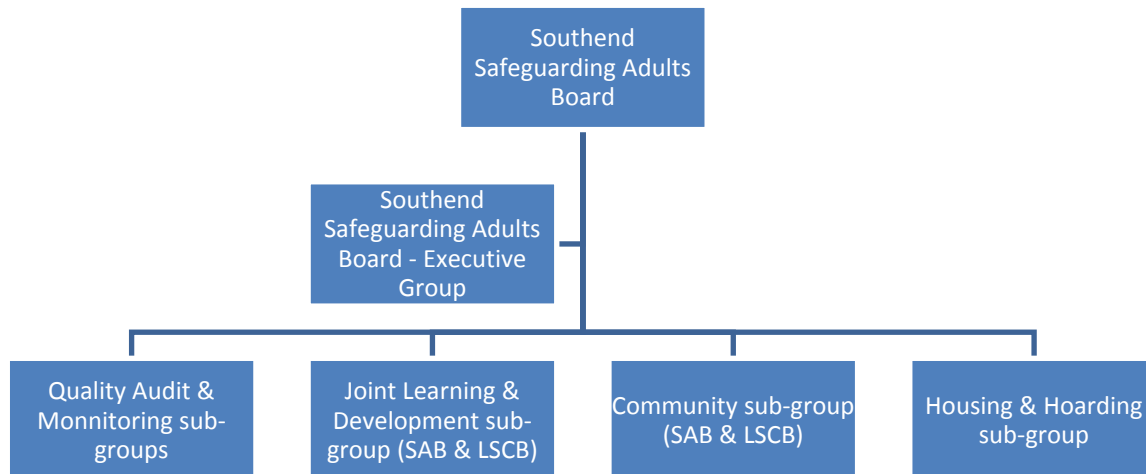 Southend
Safeguarding Adults
Board
Southend
Safeguarding Adults
Board - Executive
Group
Quality Audit &
Monnitoring sub-
groups
Joint Learning &
Development sub-
group (SAB & LSCB)
Community sub-group
(SAB & LSCB)
Housing & Hoarding
sub-group